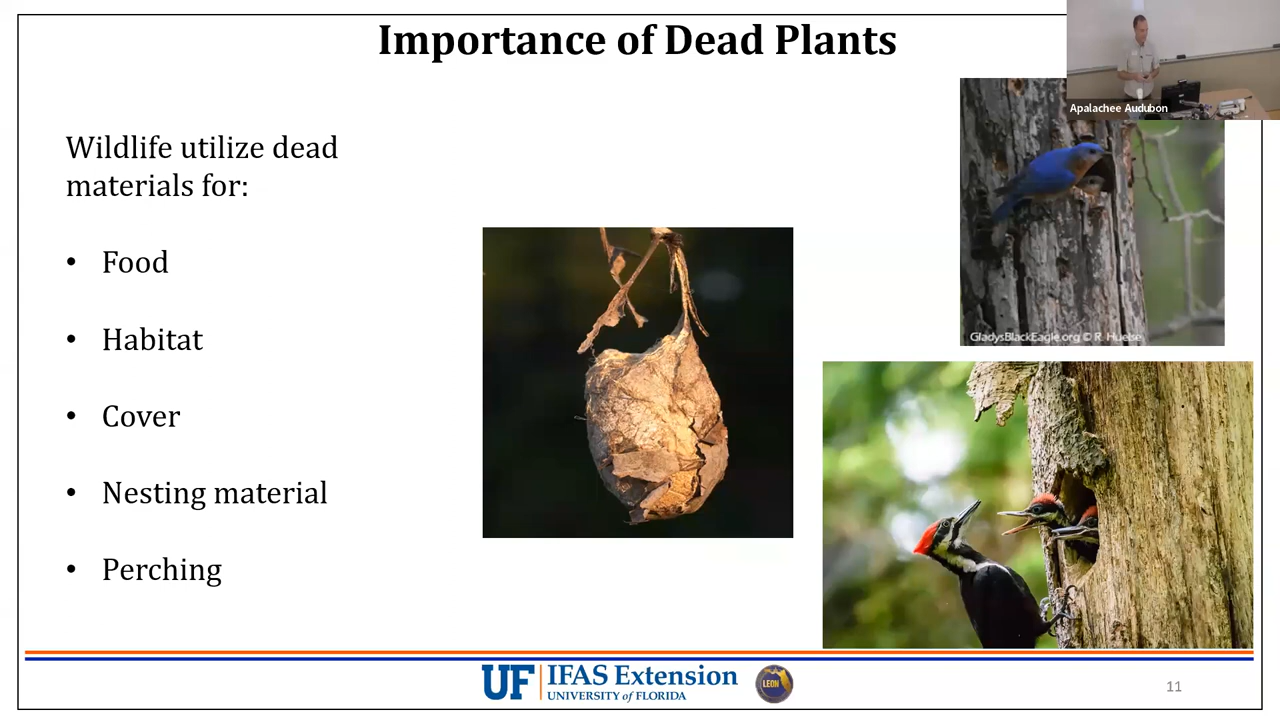 Importance of Dead Plants
Apalachee Audubon
Wildlife utilize dead
materials for:
• Food
• Habitat
• Cover
• Nesting material
• Perching
GladysBlackEagle.org © R. Huelse
UF IFAS Extension
UNIVERSITY of FLORIDA
LEON
11